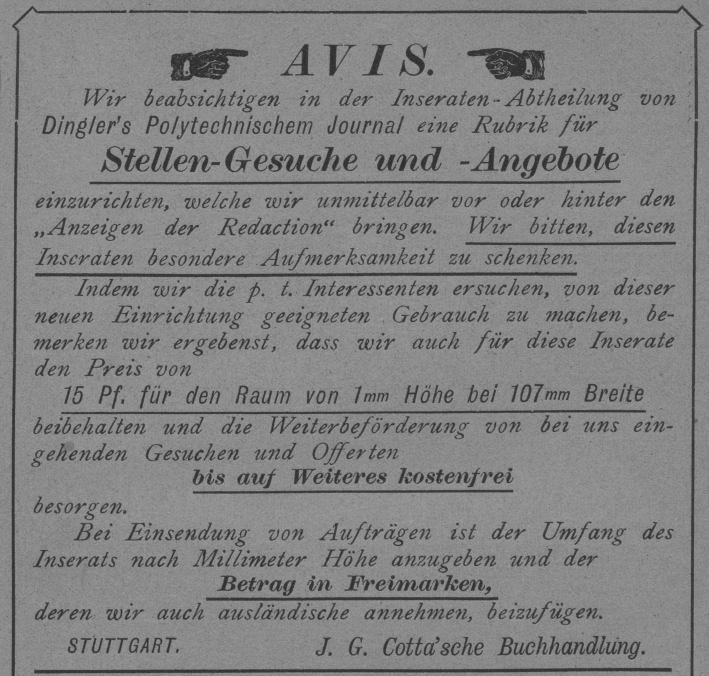 AVIS.
Wir beabsichtigen in der Inseraten-Abtheilung von
Dingler's Polytechnischem Journal eine Rubrik für
Stellen-Gesuche und -Angebote
einzurichten, welche wir unmittelbar vor oder hinter den
„Anzeigen der Redaction“ bringen. Wir bitten, diesen
Inseraten besondere Aufmerksamkeit zu schenken.
Indem wir die p. t. Interessenten ersuchen, von dieser
neuen Einrichtung geeigneten Gebrauch zu machen, be-
merken wir ergebenst, dass wir auch für diese Inserate
den Preis von
15 Pf. für den Raum von 1mm Höhe bei 107mm Breite
beibehalten und die Weiterbeförderung von bei uns ein-
gehenden Gesuchen und Offerten
bis auf Weiteres kostenfrei
besorgen.
Bei Einsendung von Aufträgen ist der Umfang des
Inserats nach Millimeter Höhe anzugeben und der
Betrag in Freimarken,
deren wir auch ausländische annehmen, beizufügen.
STUTTGART. J. G. Cotta'sche Buchhandlung.